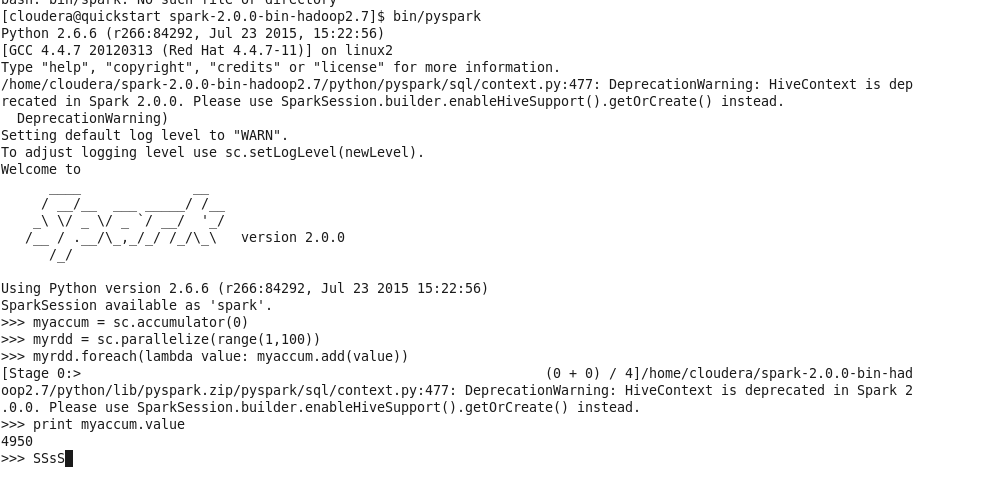 bash: bin/spark: No such file or directory
[cloudera@quickstart spark-2.0.0-bin-hadoop2.7]$ bin/pyspark
Python 2.6.6 (r266:84292, Jul 23 2015, 15:22:56)
[GCC 4.4.7 20120313 (Red Hat 4.4.7-11)] on linux2
Type "help", "copyright", "credits" or "license" for more information.
/home/cloudera/spark-2.0.0-bin-hadoop2.7/python/pyspark/sql/context.py:477: DeprecationWarning: HiveContext is dep
recated in Spark 2.0.0. Please use SparkSession.builder.enableHiveSupport().getOrCreate() instead.
  DeprecationWarning)
Setting default log level to "WARN".
To adjust logging level use sc.setLogLevel(newLevel).
Welcome to
      ____              __
     / __/__  ___ _____/ /__
    _\ \/ _ \/ _ `/ __/  '_/
   /__ / .__/\_,_/_/ /_/\_\   version 2.0.0
      /_/
Using Python version 2.6.6 (r266:84292, Jul 23 2015 15:22:56)
SparkSession available as 'spark'.
>>> myaccum = sc.accumulator(0)
>>> myrdd = sc.parallelize(range(1,100))
>>> myrdd.foreach(lambda value: myaccum.add(value))
[Stage 0:>                                                          (0 + 0) / 4]/home/cloudera/spark-2.0.0-bin-had
oop2.7/python/lib/pyspark.zip/pyspark/sql/context.py:477: DeprecationWarning: HiveContext is deprecated in Spark 2
.0.0. Please use SparkSession.builder.enableHiveSupport().getOrCreate() instead.
>>> print myaccum.value
4950
>>> SSsS